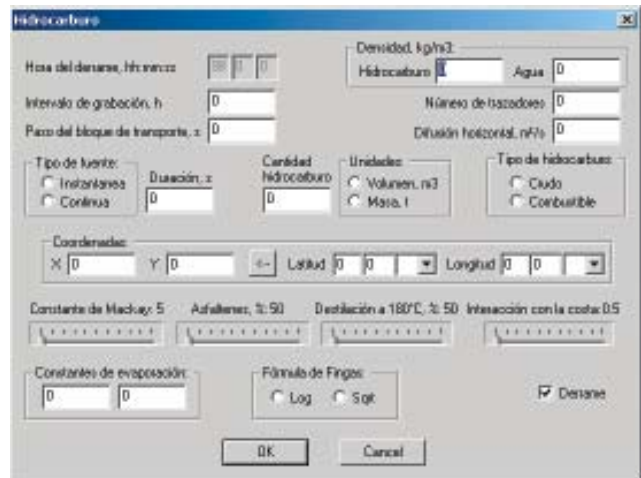 Hidrocarburo
Densidad, kg/m3:
Hora del derrame, hh:mm:ss
Hidrocarburo Agua 0
Intervalo de grabación, h 0 Número de trazadores 0
Paso del bloque de transporte, s 0 Difusión horizontal, m²/s 0
Tipo de fuente: Cantidad Unidades Tipo de hidrocarburo:
Duración, s hidrocarburo
Instantanea Volumen, m3 Crudo
Continua 0 0 Masa, t Combustible
Coordenadas:
X 0 Y 0 <-- Latitud 0 0 Longitud 0 0
Constante de Mackay: 5 Asfaltenes, %: 50 Destilación a 180°C, %: 50 Interacción con la costa: 0.5
Constantes de evaporación: Fórmula de Fingas:
0 0 Log Sqrt Derrame
OK Cancel